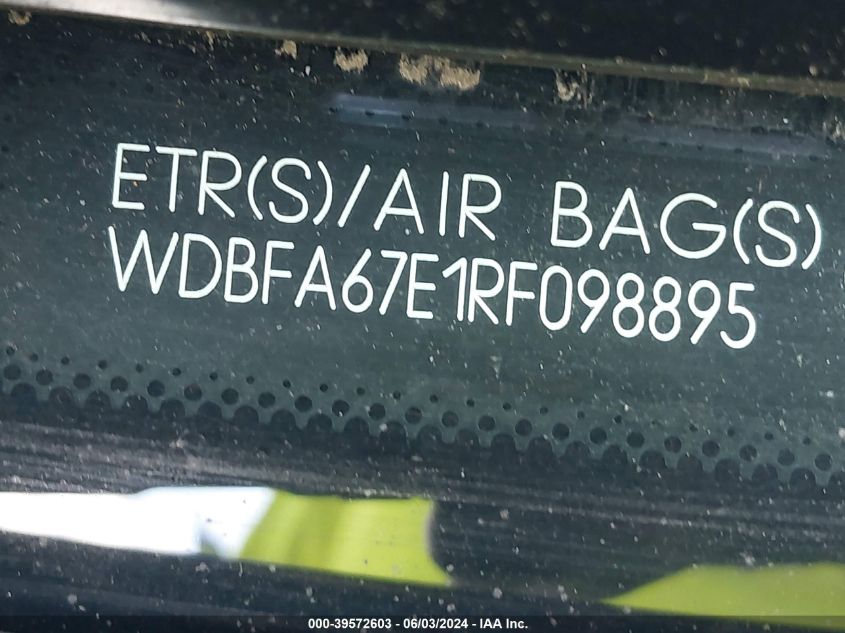 ETR(S)/AIR BAG(S)
WDBFA67E1RF098895
000-39572603 - 06/03/2024 - IAA Inc.